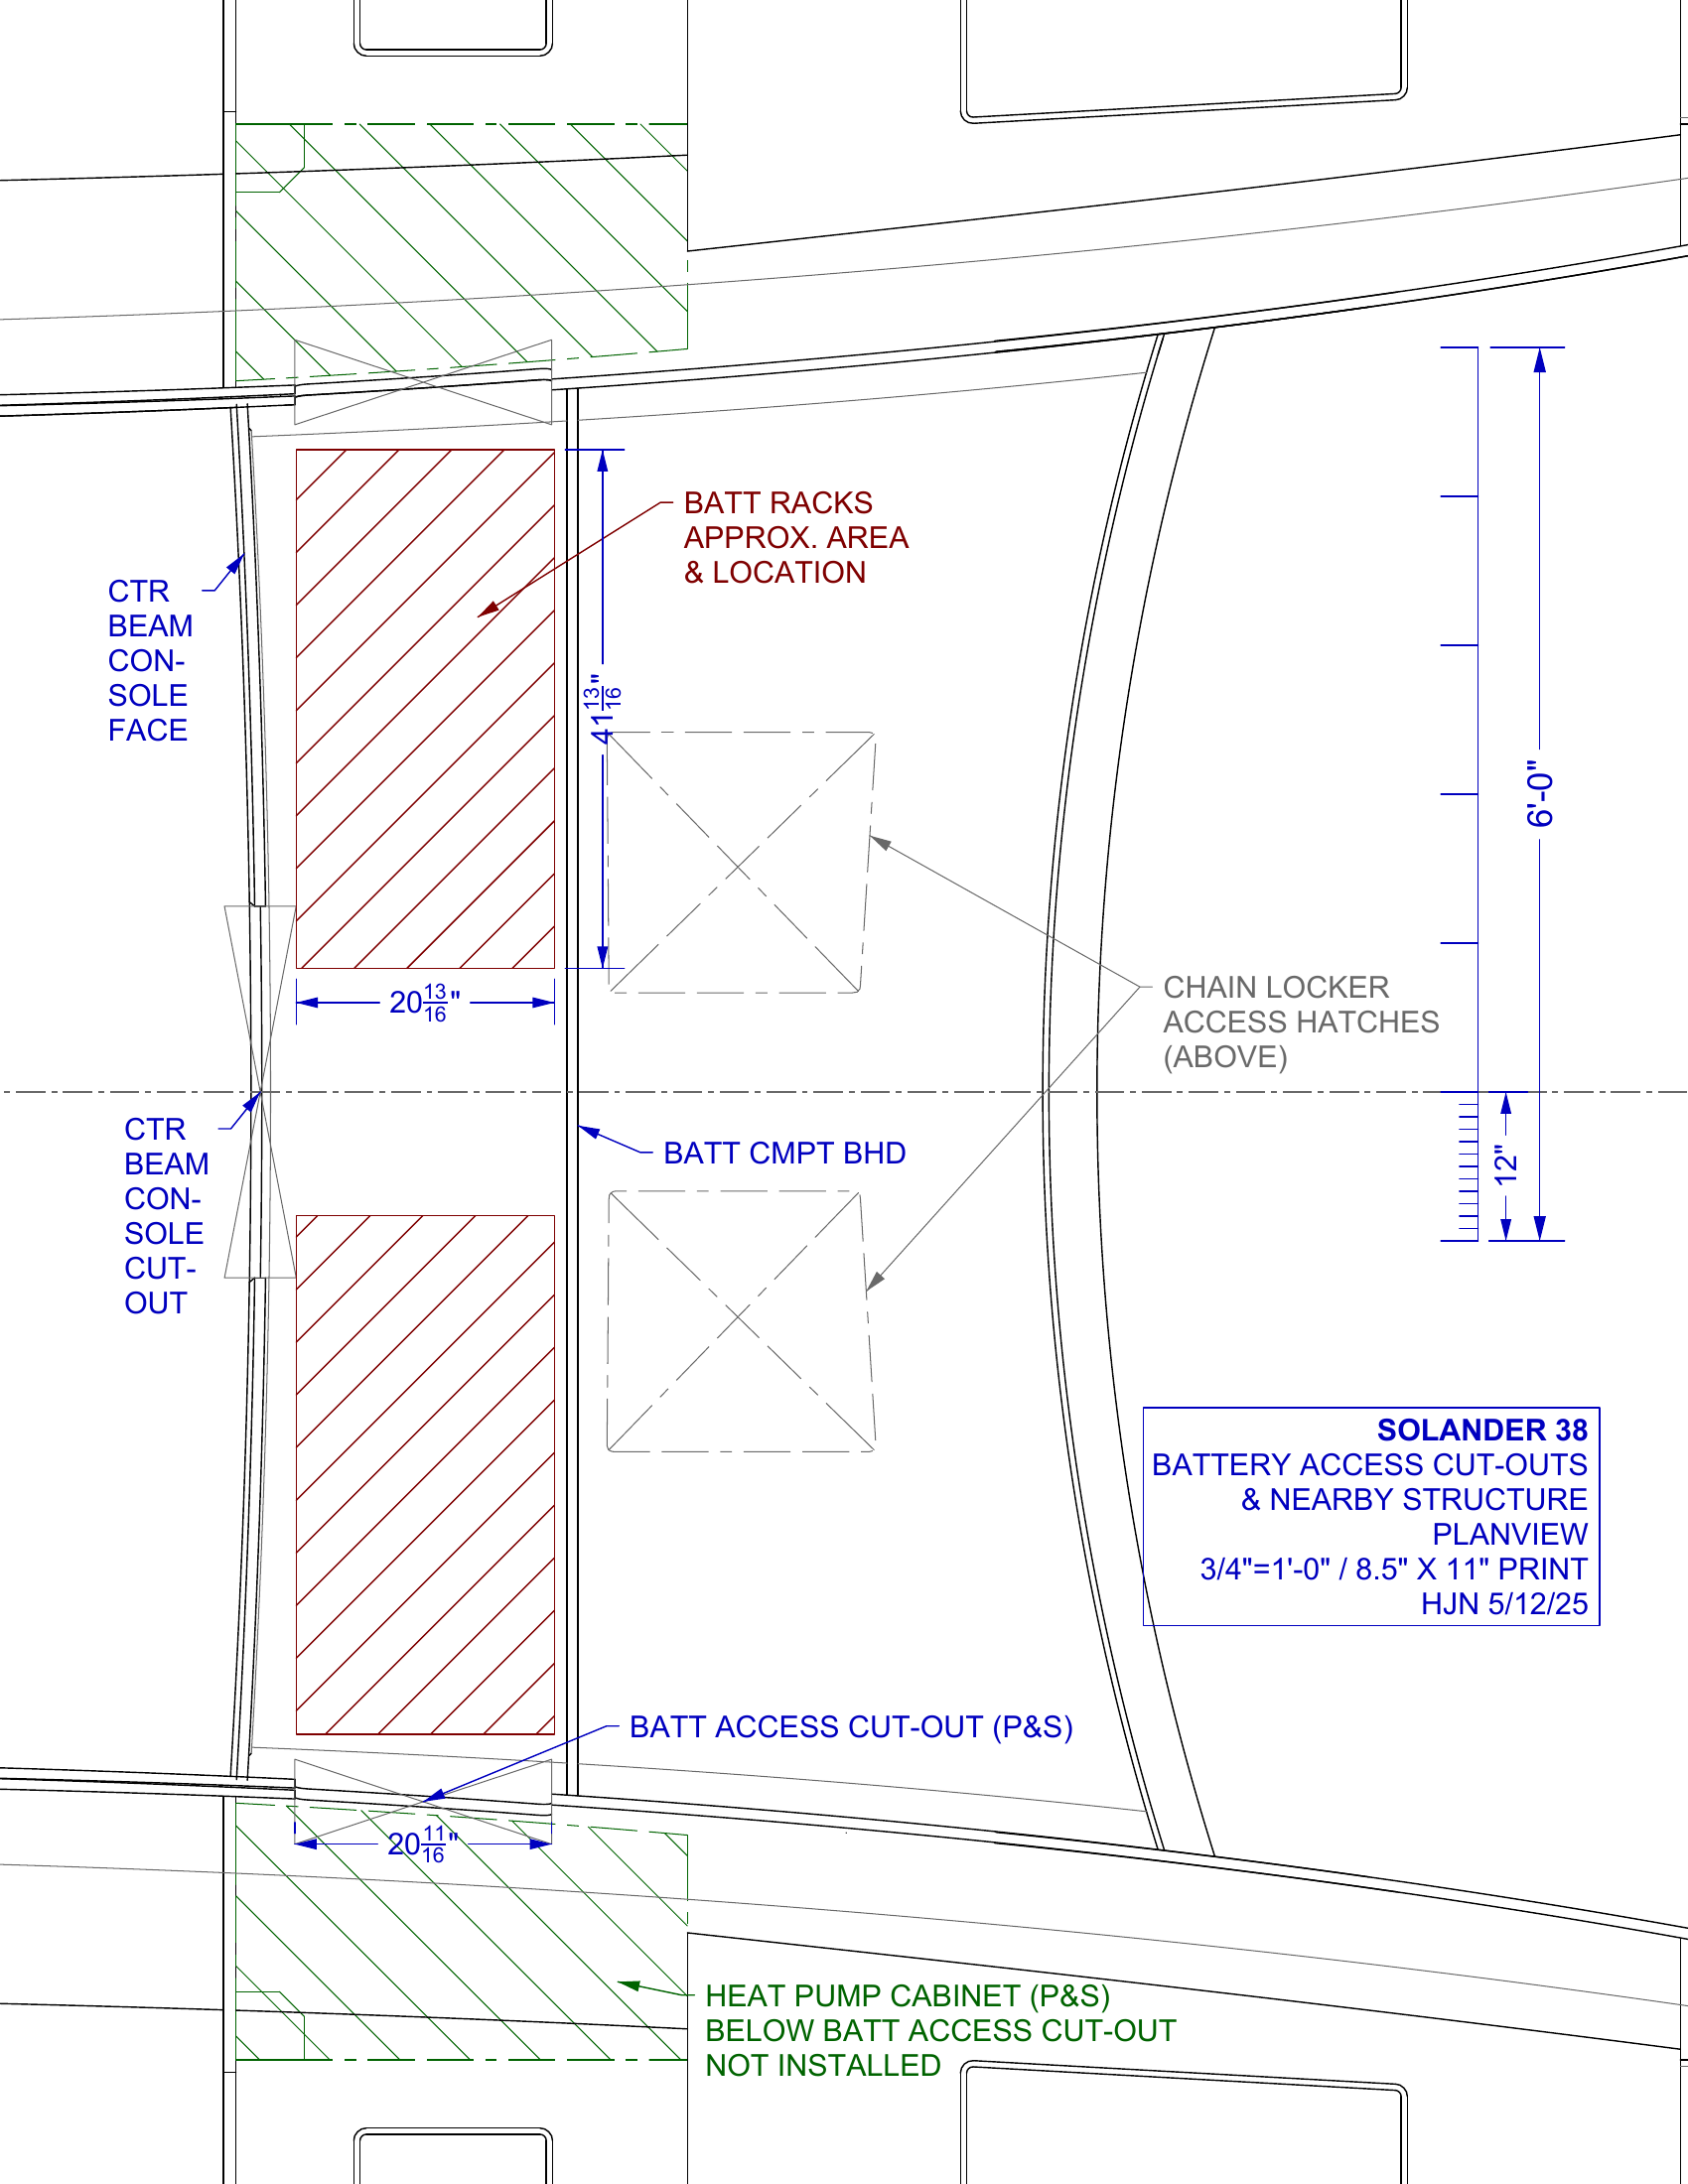 BATT RACKS
APPROX. AREA
& LOCATION
CTR
BEAM
CON-
SOLE
FACE
41 13/16"
6'-0"
20 13/16"
CHAIN LOCKER
ACCESS HATCHES
(ABOVE)
CTR
BEAM
CON-
SOLE
CUT-
OUT
BATT CMPT BHD
12"
SOLANDER 38
BATTERY ACCESS CUT-OUTS
& NEARBY STRUCTURE
PLANVIEW
3/4"=1'-0" / 8.5" X 11" PRINT
HJN 5/12/25
BATT ACCESS CUT-OUT (P&S)
20 11/16"
HEAT PUMP CABINET (P&S)
BELOW BATT ACCESS CUT-OUT
NOT INSTALLED